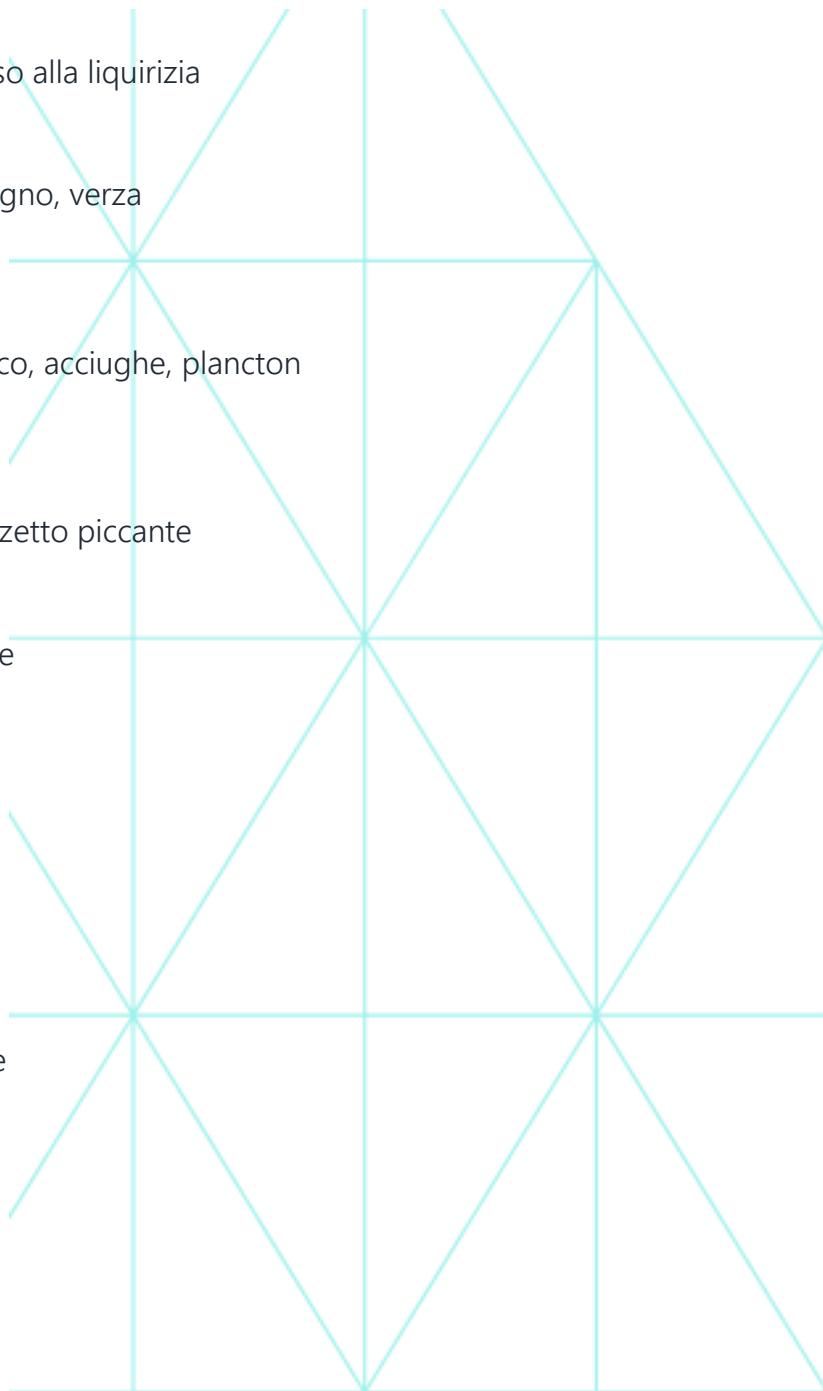 so alla liquirizia
gno, verza
co, acciughe, plancton
zetto piccante
e
e